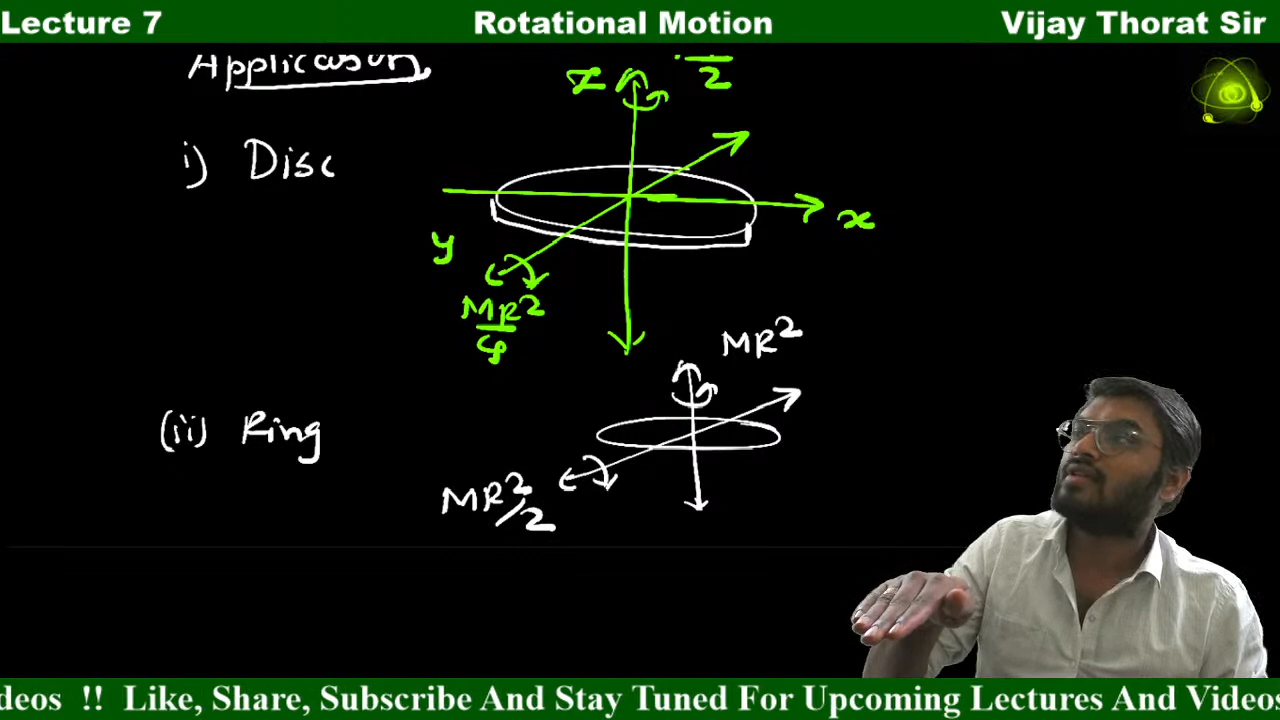 Lecture 7 Rotational Motion Vijay Thorat Sir
Application
z
2
i) Disc
x
y
MR²
4
MR²
(ii) Ring
MR²/2
!! Like, Share, Subscribe And Stay Tuned For Upcoming Lectures And Videos